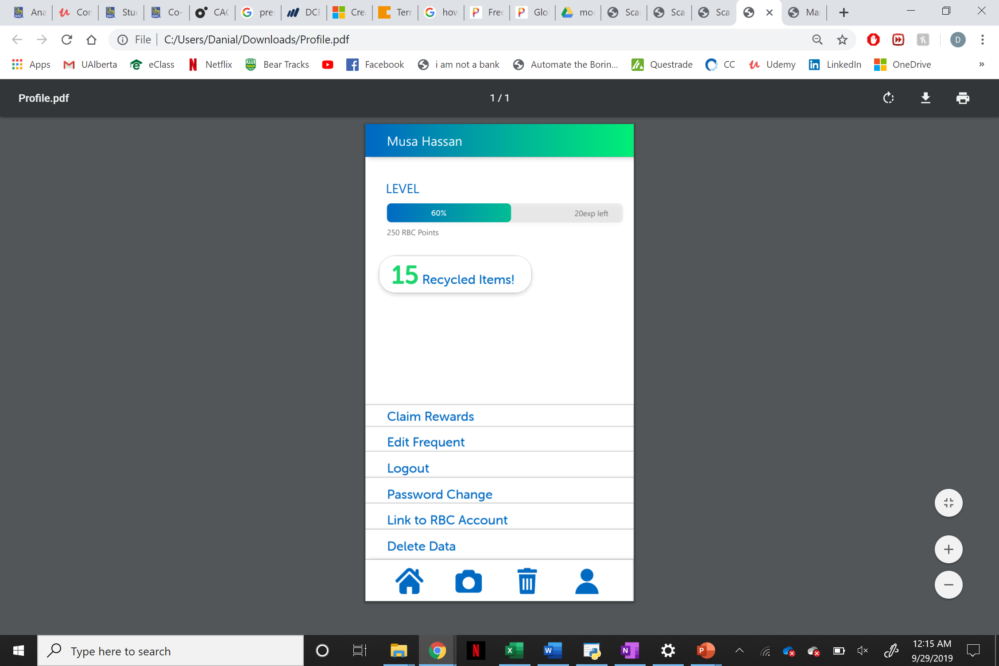 Ana Con Stu Co- CAC pre DCF Cre Terr how Free Glo mo Sca Sca Sca Ma
File C:/Users/Danial/Downloads/Profile.pdf D
Apps UAlberta eClass Netflix Bear Tracks Facebook i am not a bank Automate the Borin... Questrade CC Udemy LinkedIn OneDrive »
Profile.pdf 1 / 1
Musa Hassan
LEVEL
60% 20exp left
250 RBC Points
15 Recycled Items!
Claim Rewards
Edit Frequent
Logout
Password Change
Link to RBC Account
Delete Data
Type here to search
12:15 AM
9/29/2019